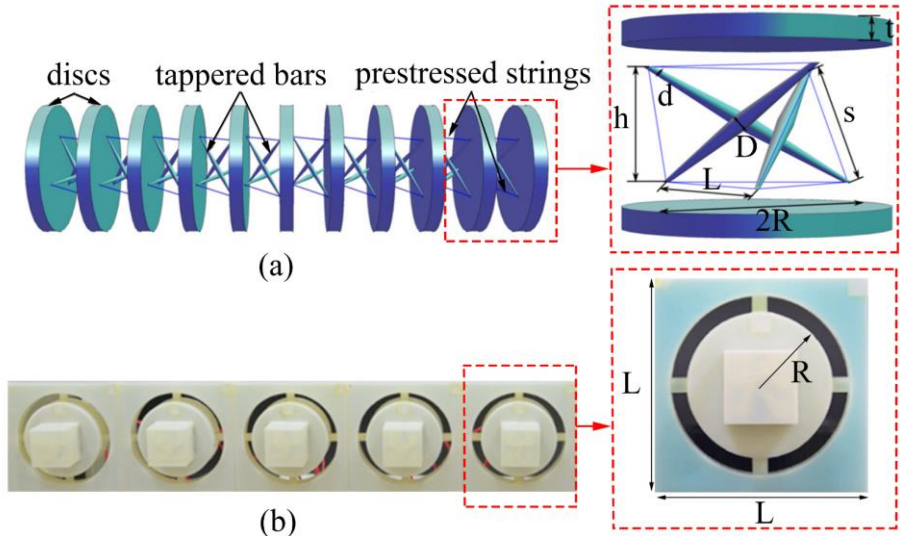 discs
tappered bars
prestressed strings
t
h
d
D
L
s
2R
(a)
L
R
L
(b)